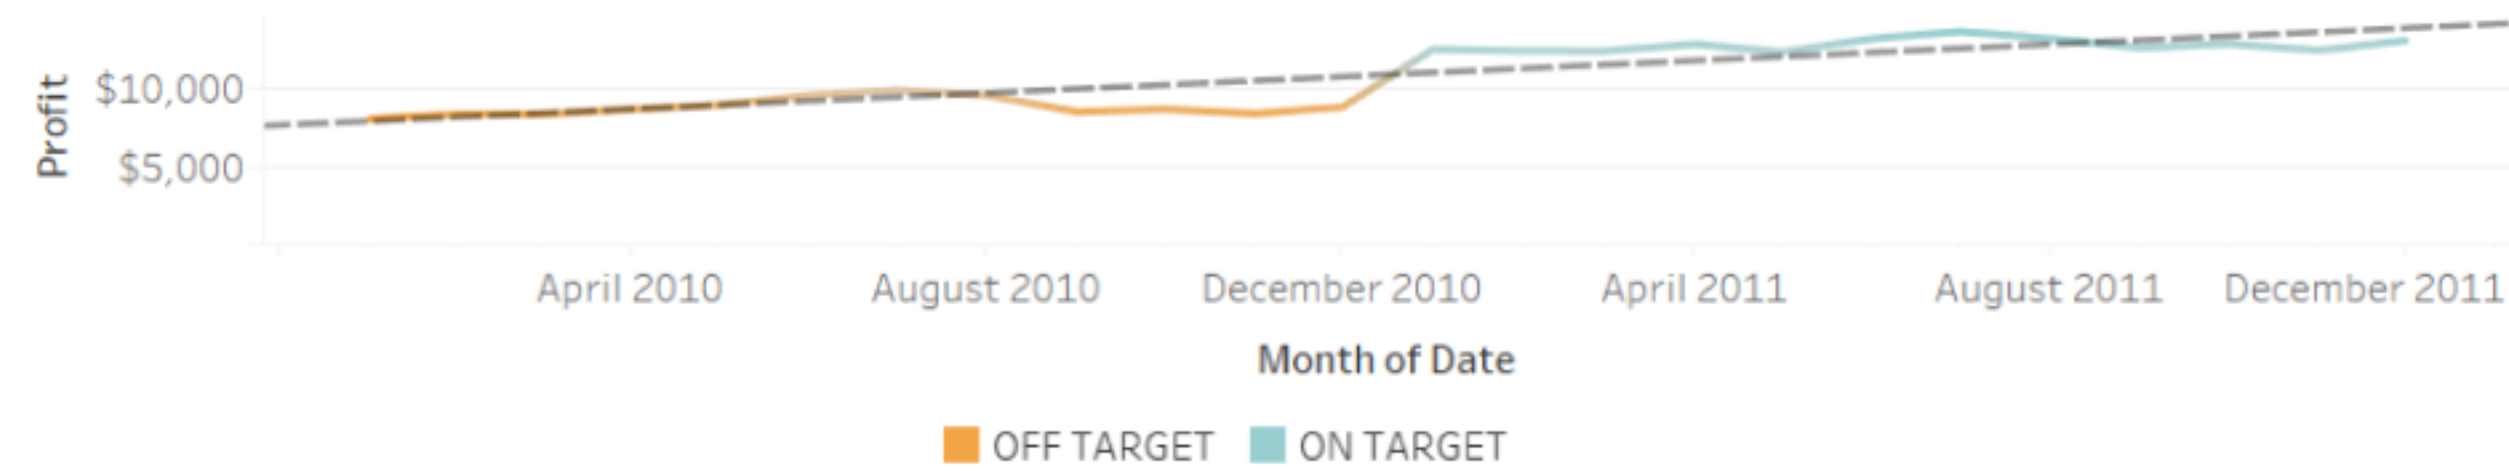 Profit
$10,000
$5,000
April 2010 August 2010 December 2010 April 2011 August 2011 December 2011
Month of Date
OFF TARGET ON TARGET